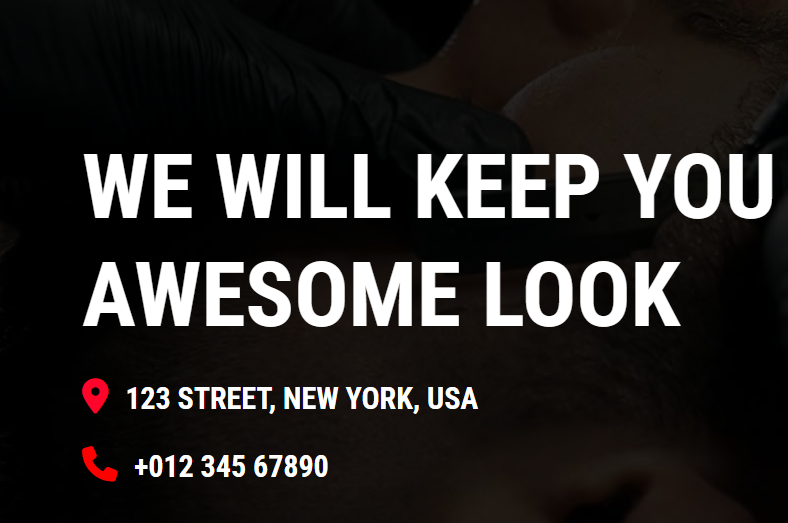 WE WILL KEEP YOU
AWESOME LOOK
123 STREET, NEW YORK, USA
+012 345 67890